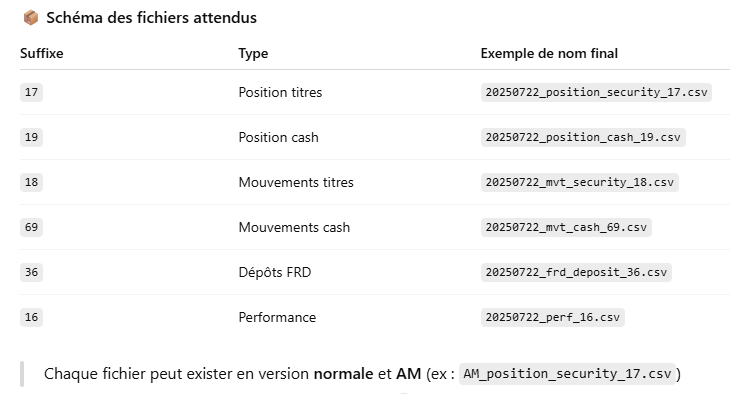 📦 Schéma des fichiers attendus
Suffixe Type Exemple de nom final
17 Position titres 20250722_position_security_17.csv
19 Position cash 20250722_position_cash_19.csv
18 Mouvements titres 20250722_mvt_security_18.csv
69 Mouvements cash 20250722_mvt_cash_69.csv
36 Dépôts FRD 20250722_frd_deposit_36.csv
16 Performance 20250722_perf_16.csv
Chaque fichier peut exister en version normale et AM (ex : AM_position_security_17.csv)